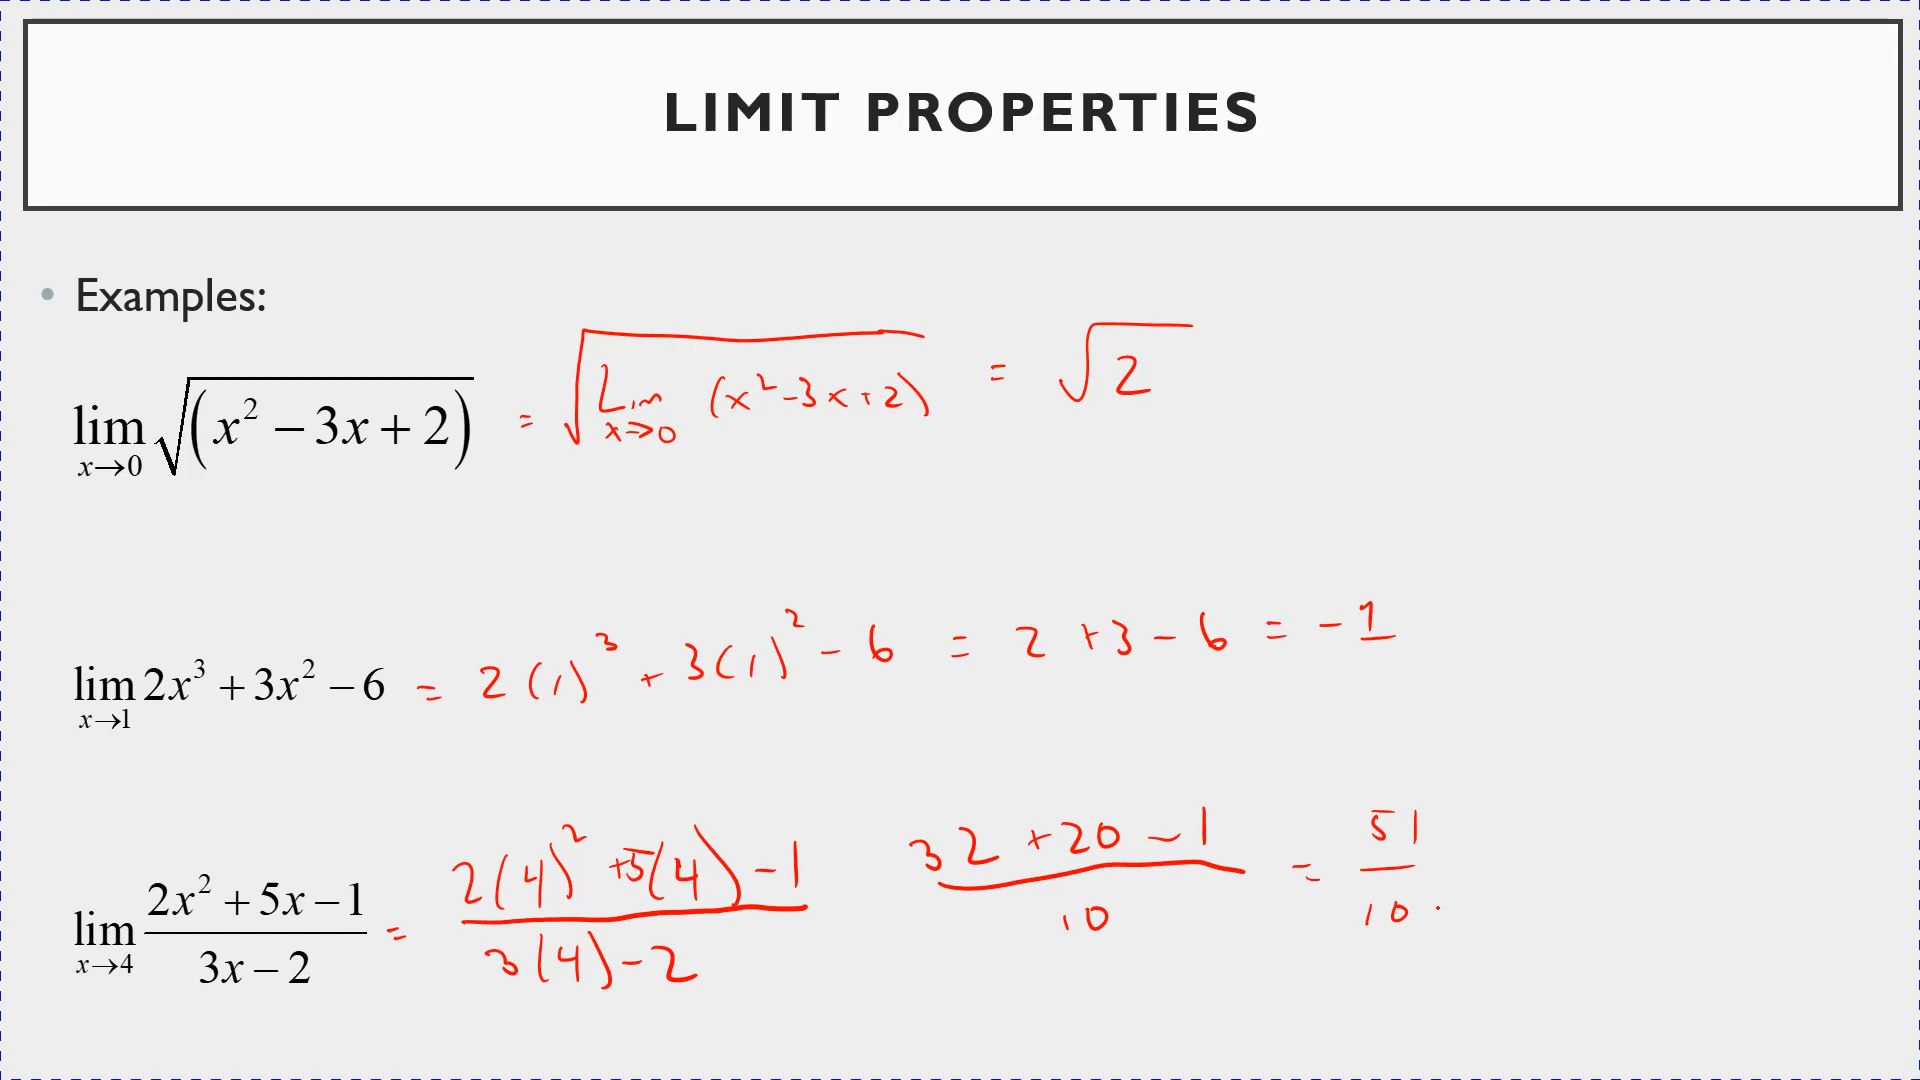 LIMIT PROPERTIES
• Examples:
lim x→0 √(x² − 3x + 2) = √(Lim x→0 (x² − 3x + 2)) = √2
lim x→1 2x³ + 3x² − 6 = 2(1)³ + 3(1)² − 6 = 2 + 3 − 6 = −1
lim x→4 (2x² + 5x − 1)/(3x − 2) = (2(4)² + 5(4) − 1)/(3(4) − 2) (32 + 20 − 1)/10 = 51/10.